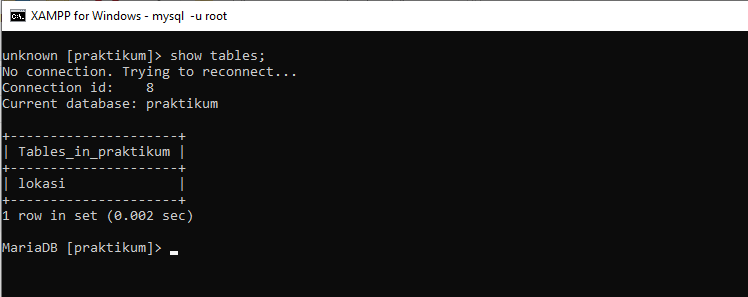 XAMPP for Windows - mysql  -u root
unknown [praktikum]> show tables;
No connection. Trying to reconnect...
Connection id:    8
Current database: praktikum
+---------------------+
| Tables_in_praktikum |
+---------------------+
| lokasi              |
+---------------------+
1 row in set (0.002 sec)
MariaDB [praktikum]>